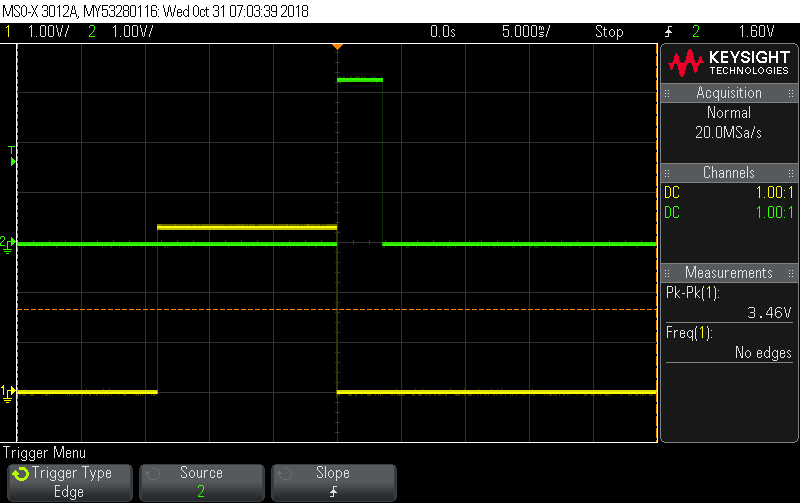 MSO-X 3012A, MY53280116: Wed Oct 31 07:03:39 2018
1 1.00V/ 2 1.00V/ 0.0s 5.000s/ Stop 2 1.60V
KEYSIGHT
TECHNOLOGIES
Acquisition
Normal
20.0MSa/s
Channels
DC 1.00:1
DC 1.00:1
Measurements
Pk-Pk(1):
3.46V
Freq(1):
No edges
T
2
1
Trigger Menu
Trigger Type
Edge
Source
2
Slope